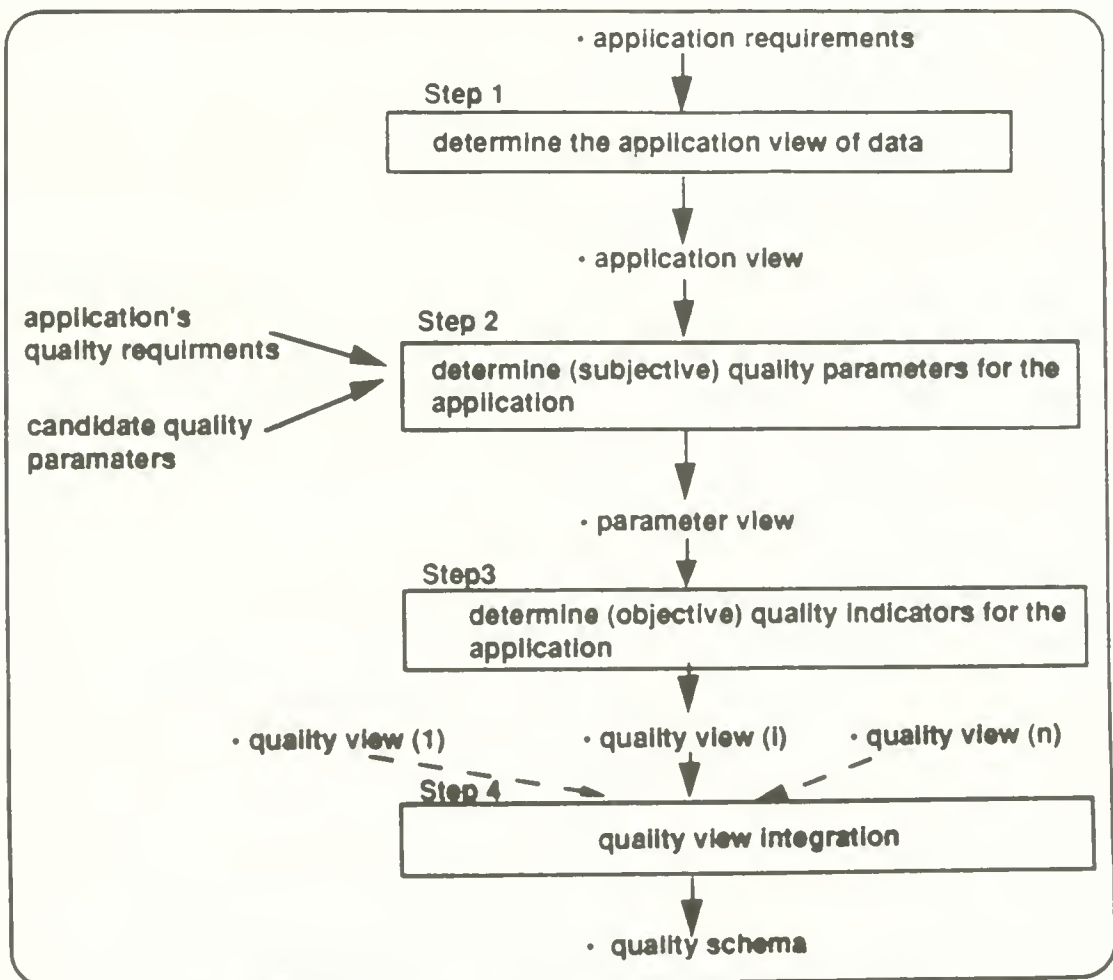 · application requirements
Step 1
determine the application view of data
· application view
application's
quality requirments
Step 2
determine (subjective) quality parameters for the
application
candidate quality
paramaters
· parameter view
Step3
determine (objective) quality indicators for the
application
· quality view (1)
· quality view (i)
· quality view (n)
Step 4
quality view integration
· quality schema